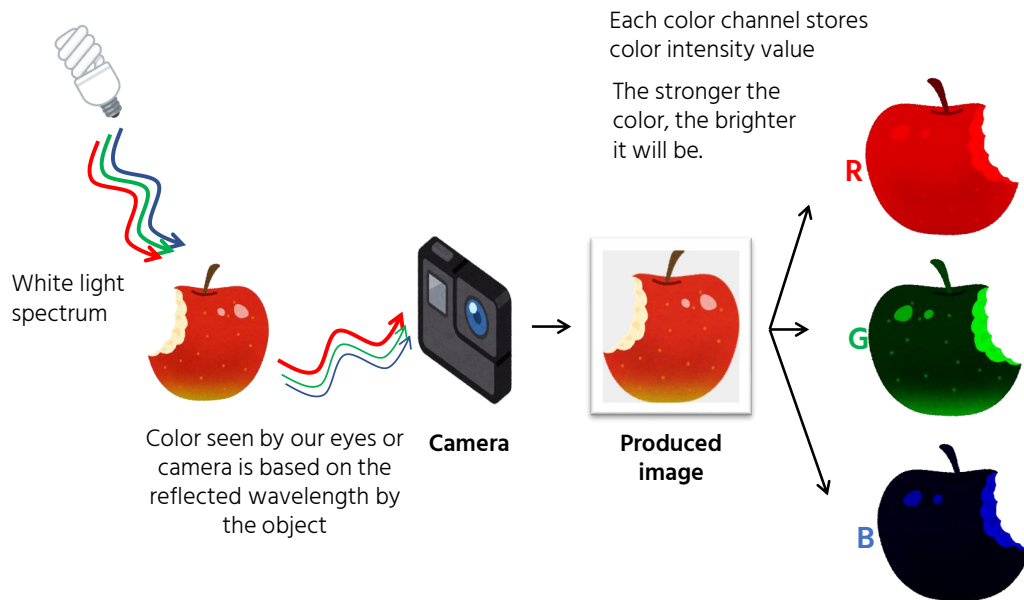 Each color channel stores
color intensity value
The stronger the
color, the brighter
it will be.
R
White light
spectrum
G
Color seen by our eyes or
camera is based on the
reflected wavelength by
the object
Camera
Produced
image
B